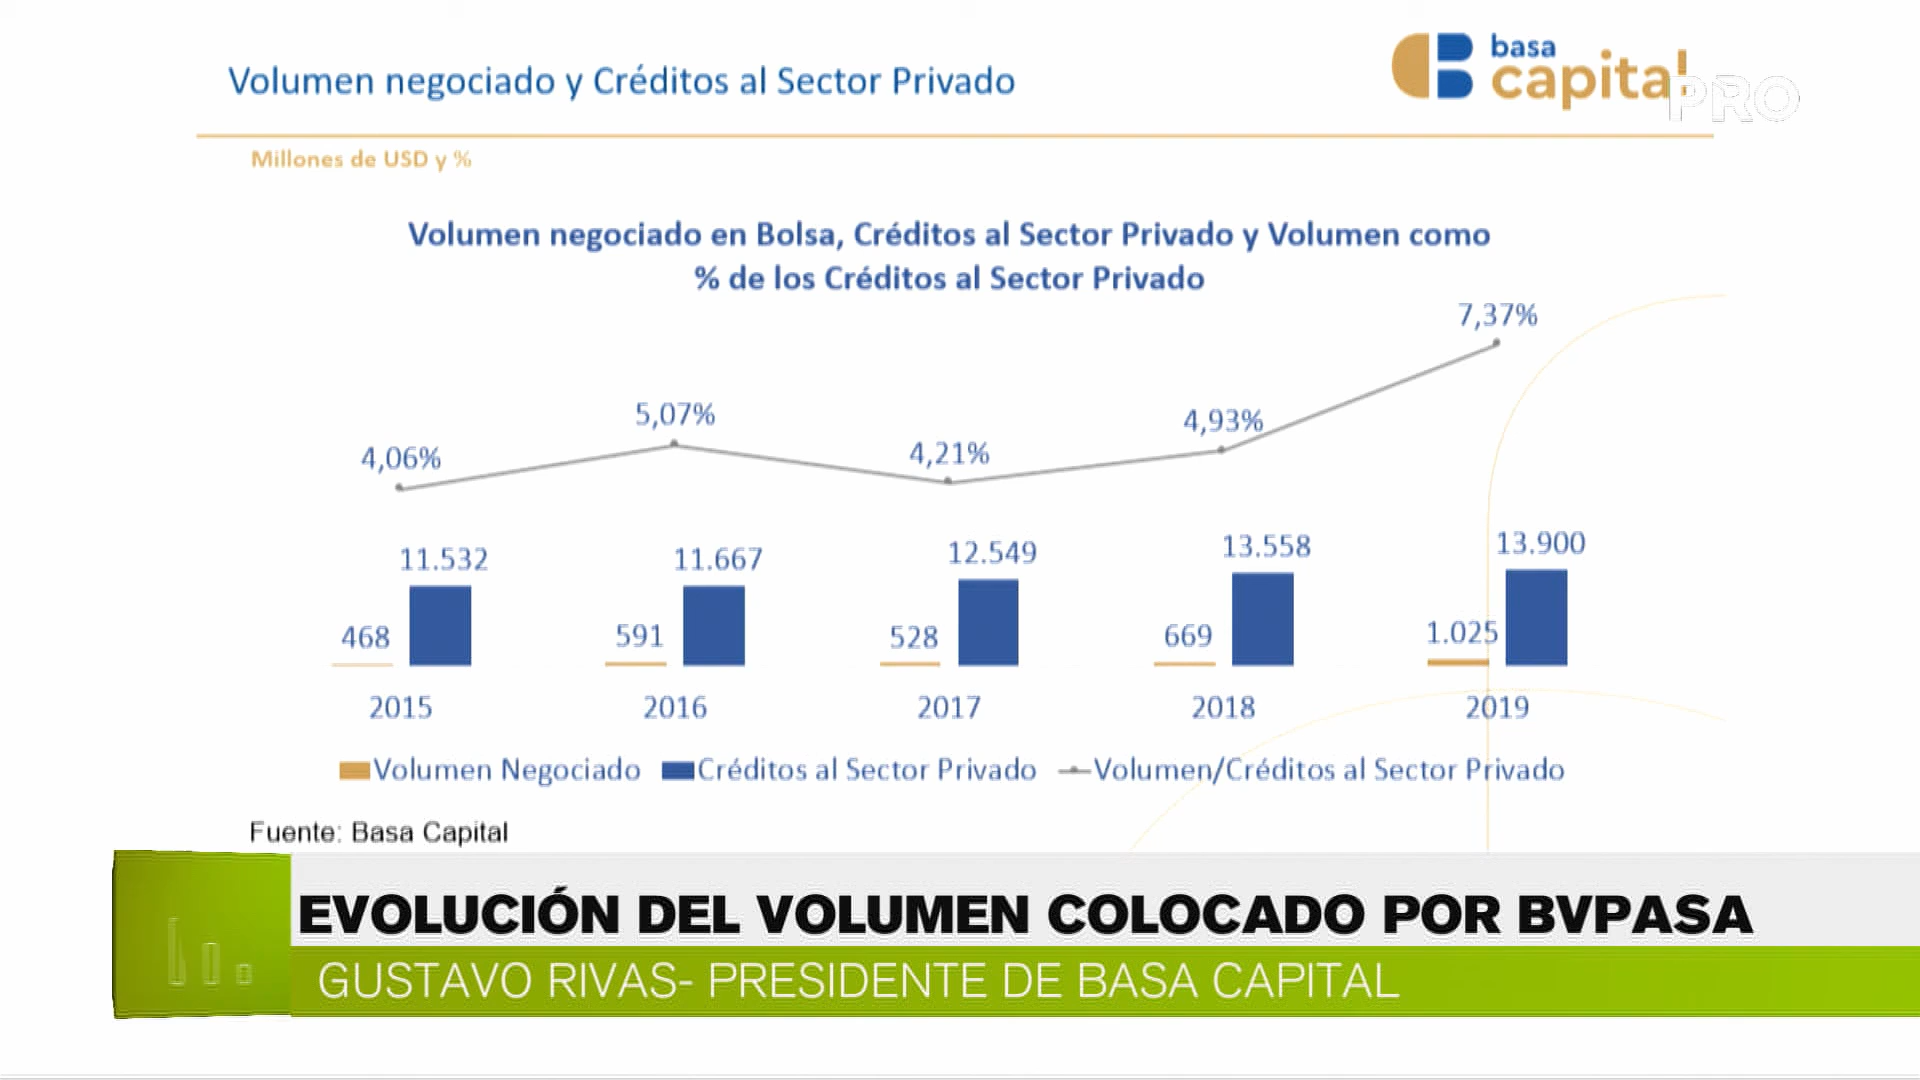 Volumen negociado y Créditos al Sector Privado
basa
capital
PRO
Millones de USD y %
Volumen negociado en Bolsa, Créditos al Sector Privado y Volumen como
% de los Créditos al Sector Privado
4,06% 5,07% 4,21% 4,93% 7,37%
11.532 11.667 12.549 13.558 13.900
468 591 528 669 1.025
2015 2016 2017 2018 2019
Volumen Negociado Créditos al Sector Privado Volumen/Créditos al Sector Privado
Fuente: Basa Capital
EVOLUCIÓN DEL VOLUMEN COLOCADO POR BVPASA
GUSTAVO RIVAS- PRESIDENTE DE BASA CAPITAL